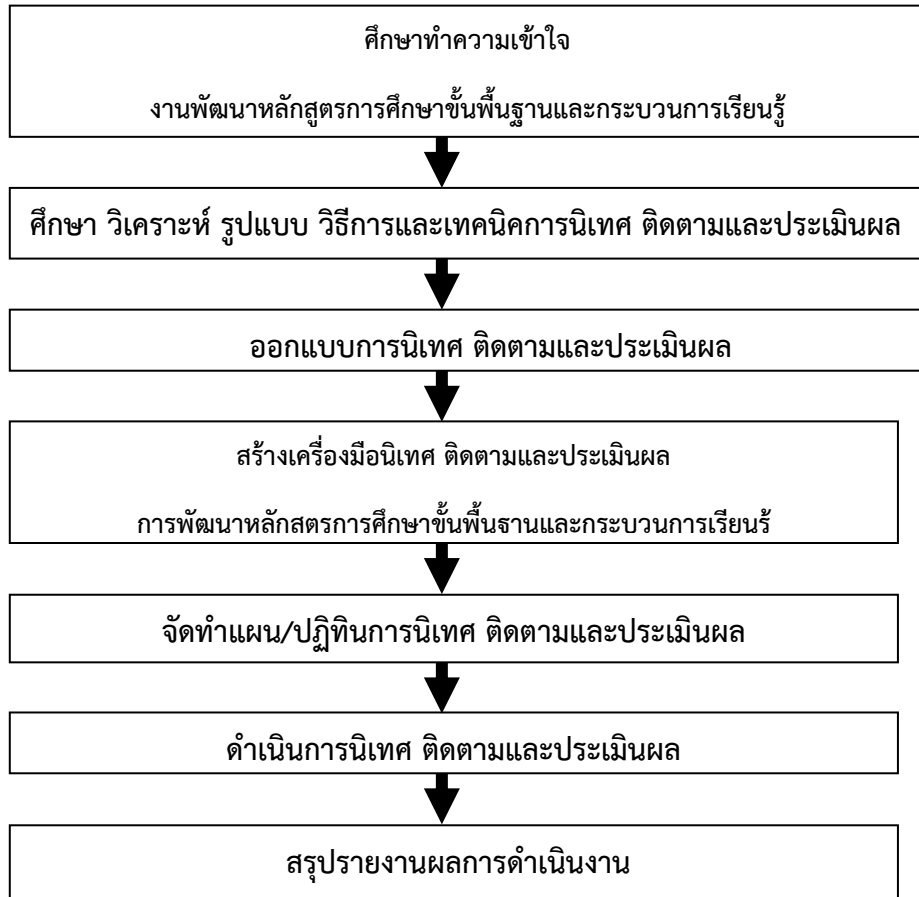 ศึกษาทำความเข้าใจ
งานพัฒนาหลักสูตรการศึกษาขั้นพื้นฐานและกระบวนการเรียนรู้
ศึกษา วิเคราะห์ รูปแบบ วิธีการและเทคนิคการนิเทศ ติดตามและประเมินผล
ออกแบบการนิเทศ ติดตามและประเมินผล
สร้างเครื่องมือนิเทศ ติดตามและประเมินผล
การพัฒนาหลักสูตรการศึกษาขั้นพื้นฐานและกระบวนการเรียนรู้
จัดทำแผน/ปฏิทินการนิเทศ ติดตามและประเมินผล
ดำเนินการนิเทศ ติดตามและประเมินผล
สรุปรายงานผลการดำเนินงาน